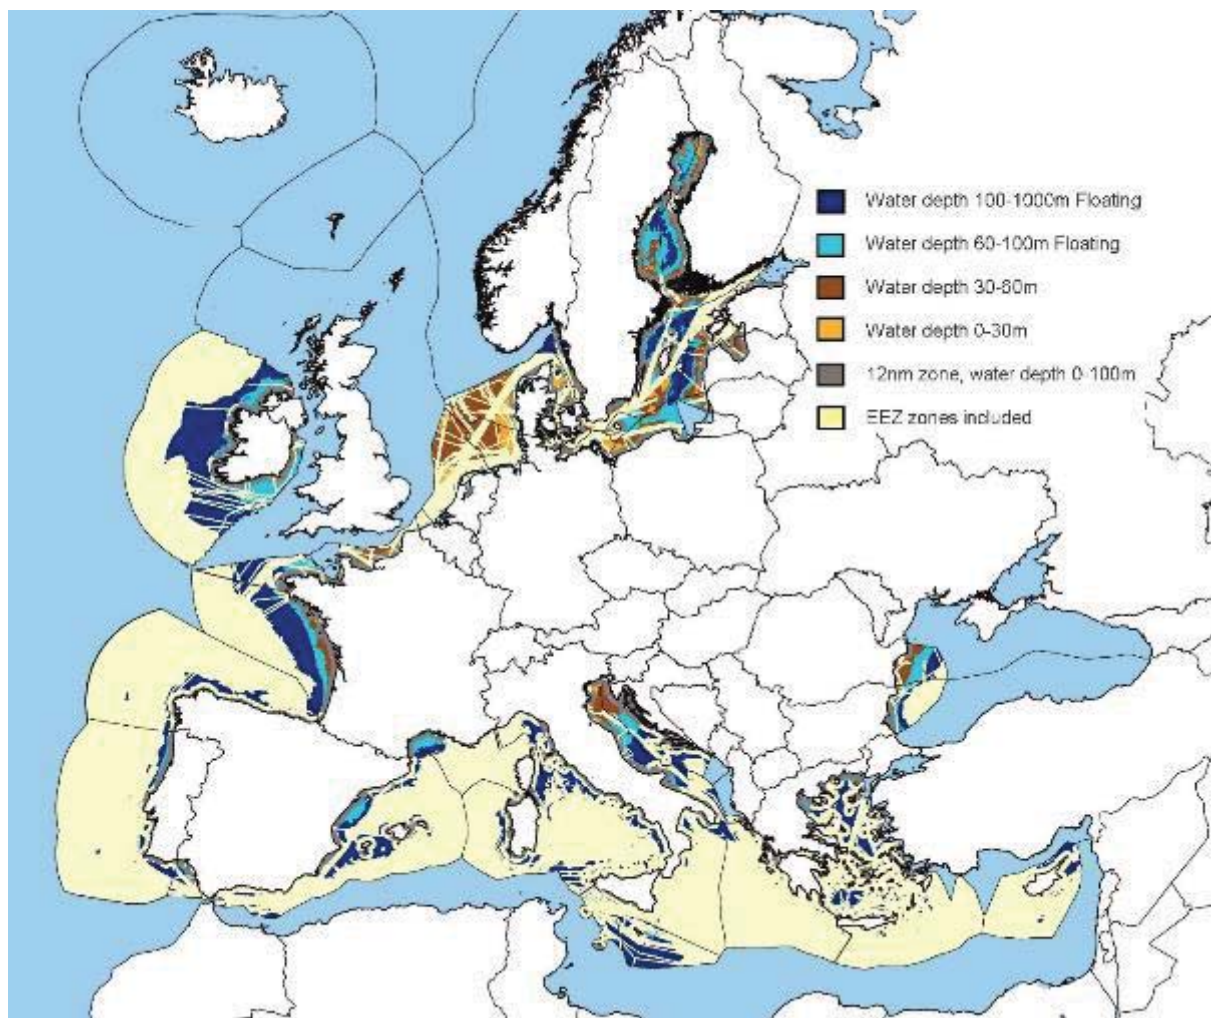 Water depth 100-1000m Floating
Water depth 60-100m Floating
Water depth 30-60m
Water depth 0-30m
12nm zone, water depth 0-100m
EEZ zones included